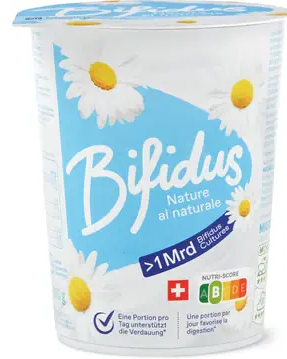 Bifidus
Nature
al naturale
>1 Mrd Bifidus
Cultures
NUTRI-SCORE
A B C D E
Eine Portion pro
Tag unterstützt
die Verdauung*
Une portion par
jour favorise la
digestion*